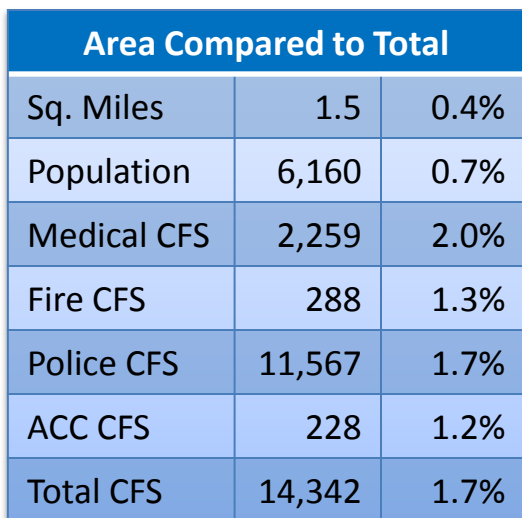 Area Compared to Total
Sq. Miles 1.5 0.4%
Population 6,160 0.7%
Medical CFS 2,259 2.0%
Fire CFS 288 1.3%
Police CFS 11,567 1.7%
ACC CFS 228 1.2%
Total CFS 14,342 1.7%